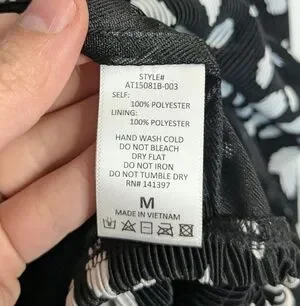 STYLE#
AT15081B-003
SELF:
100% POLYESTER
LINING:
100% POLYESTER
HAND WASH COLD
DO NOT BLEACH
DRY FLAT
DO NOT IRON
DO NOT TUMBLE DRY
RN# 141397
M
MADE IN VIETNAM